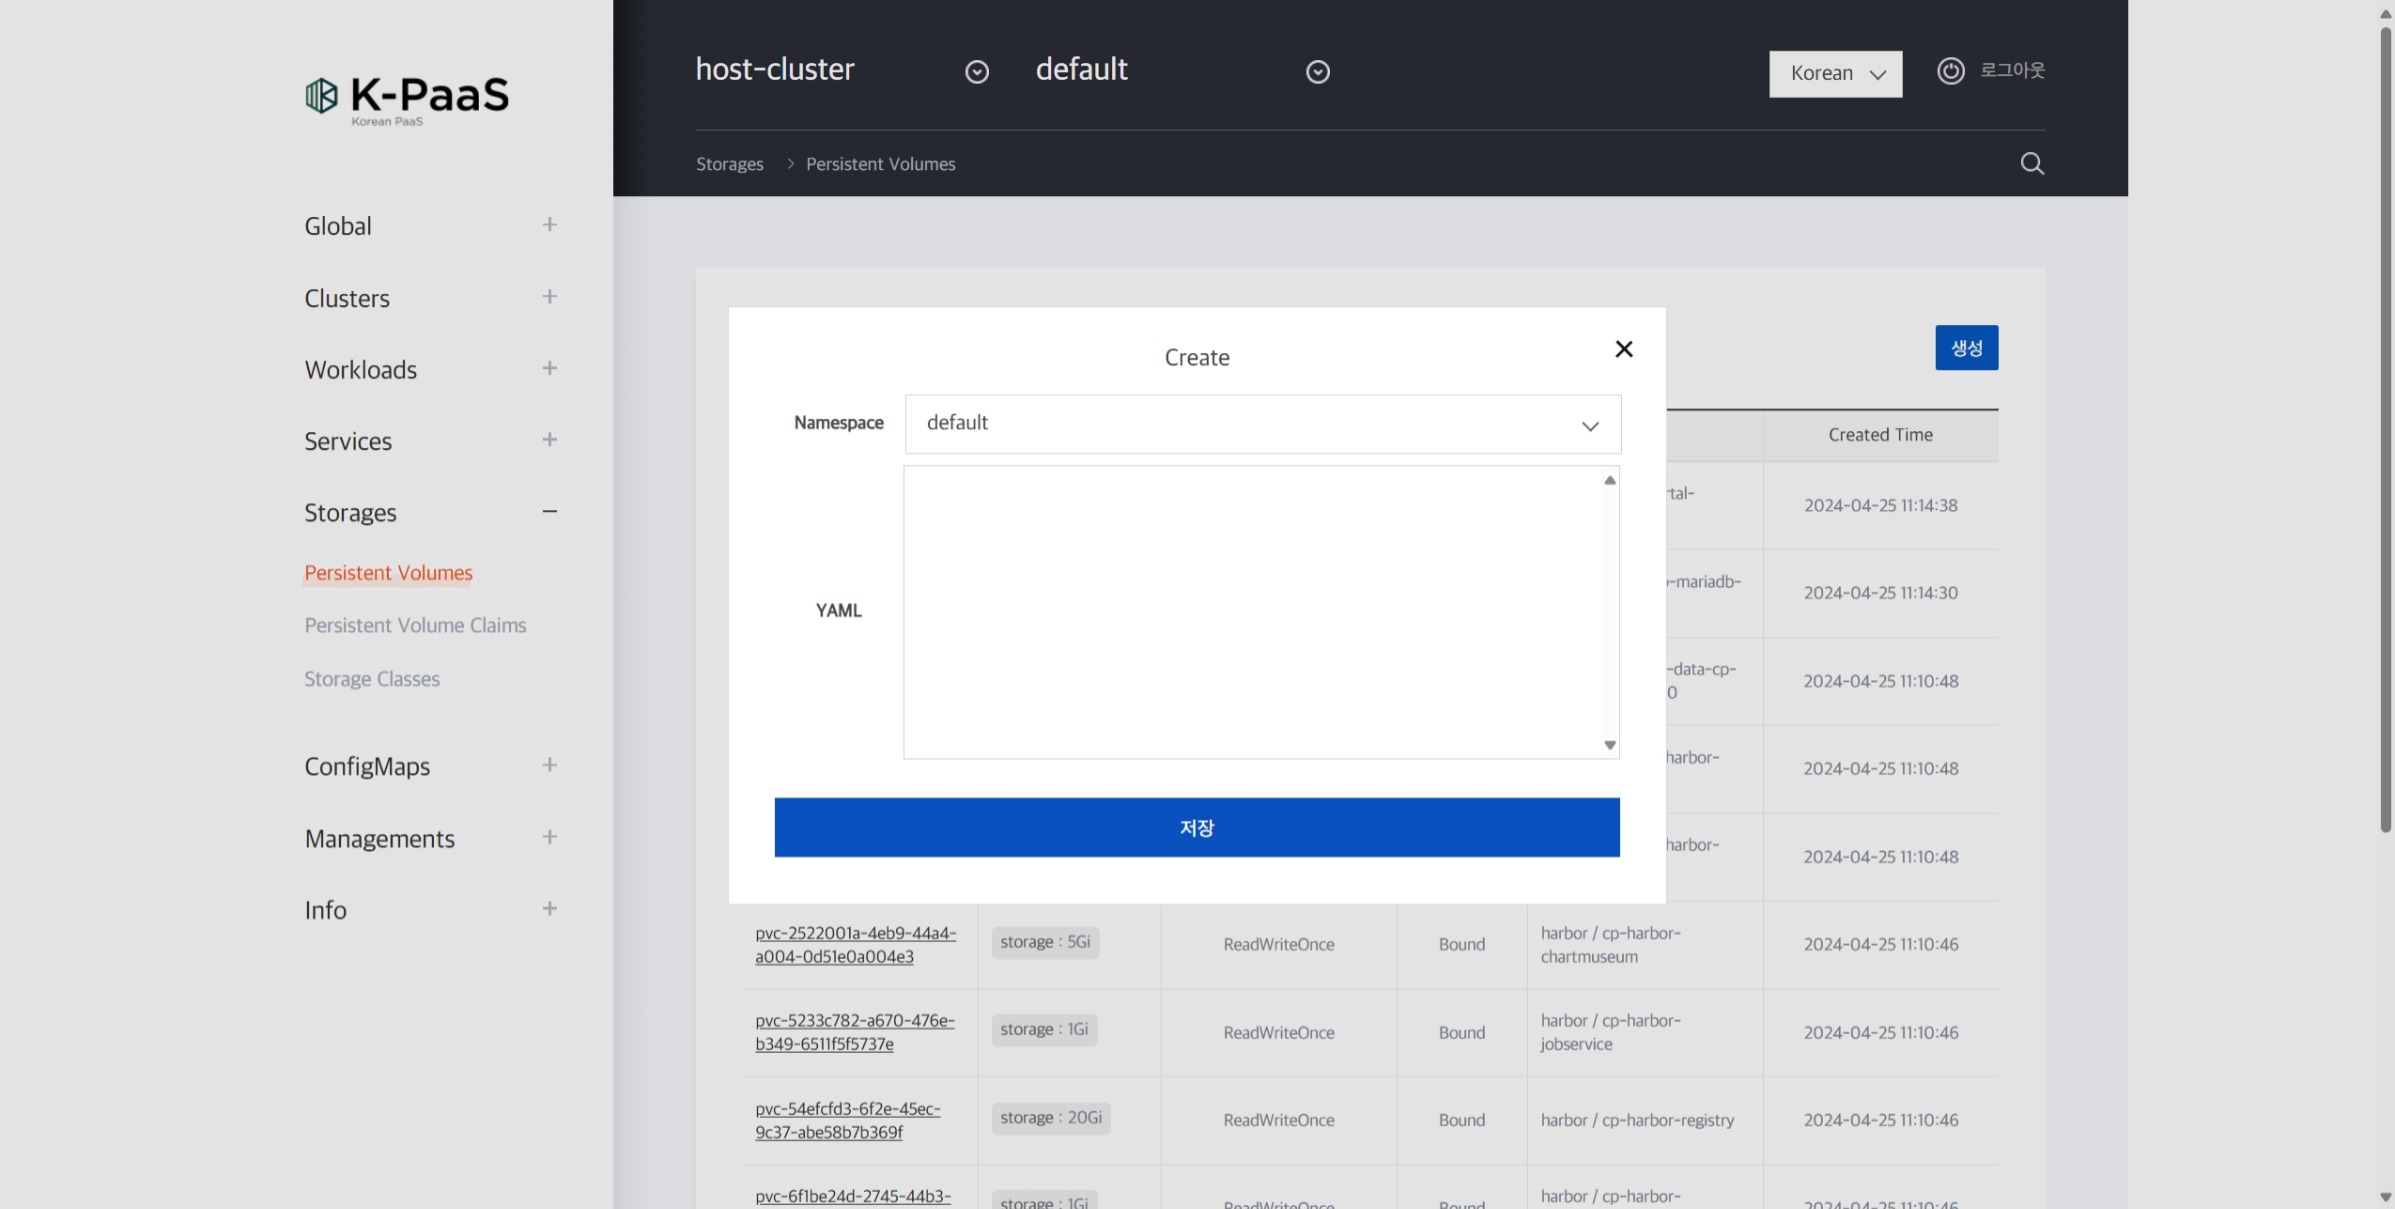 K-PaaS
Korean PaaS
Global
Clusters
Workloads
Services
Storages
Persistent Volumes
Persistent Volume Claims
Storage Classes
ConfigMaps
Managements
Info
host-cluster
default
Korean
로그아웃
Storages > Persistent Volumes
생성
Create
Namespace
default
YAML
저장
Created Time
rtal-
2024-04-25 11:14:38
-mariadb-
2024-04-25 11:14:30
-data-cp-
0
2024-04-25 11:10:48
harbor-
2024-04-25 11:10:48
harbor-
2024-04-25 11:10:48
pvc-2522001a-4eb9-44a4-
a004-0d51e0a004e3
storage : 5Gi
ReadWriteOnce
Bound
harbor / cp-harbor-
chartmuseum
2024-04-25 11:10:46
pvc-5233c782-a670-476e-
b349-6511f5f5737e
storage : 1Gi
ReadWriteOnce
Bound
harbor / cp-harbor-
jobservice
2024-04-25 11:10:46
pvc-54efcfd3-6f2e-45ec-
9c37-abe58b7b369f
storage : 20Gi
ReadWriteOnce
Bound
harbor / cp-harbor-registry
2024-04-25 11:10:46
pvc-6f1be24d-2745-44b3-
storage : 1Gi
ReadWriteOnce
Bound
harbor / cp-harbor-
2024-04-25 11:10:46